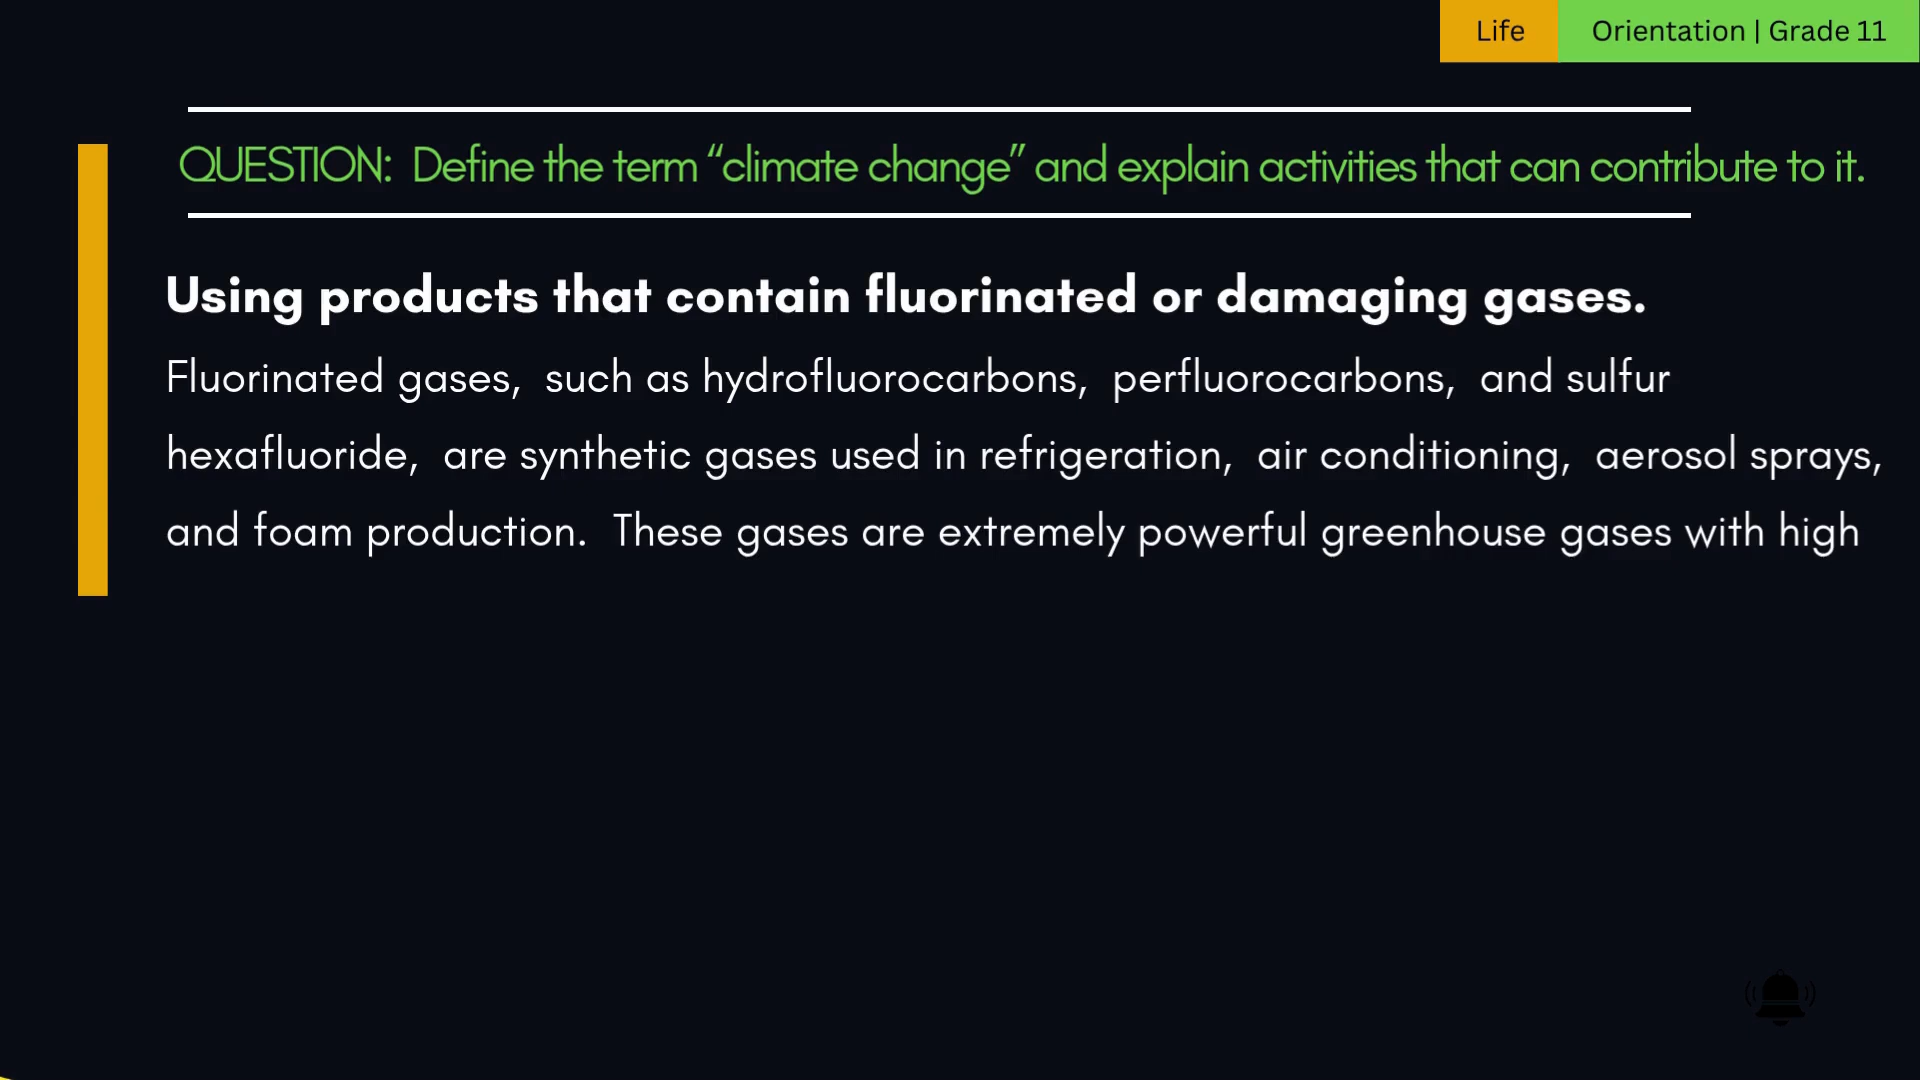 Life Orientation | Grade 11
QUESTION: Define the term “climate change” and explain activities that can contribute to it.
Using products that contain fluorinated or damaging gases.
Fluorinated gases, such as hydrofluorocarbons, perfluorocarbons, and sulfur
hexafluoride, are synthetic gases used in refrigeration, air conditioning, aerosol sprays,
and foam production. These gases are extremely powerful greenhouse gases with high